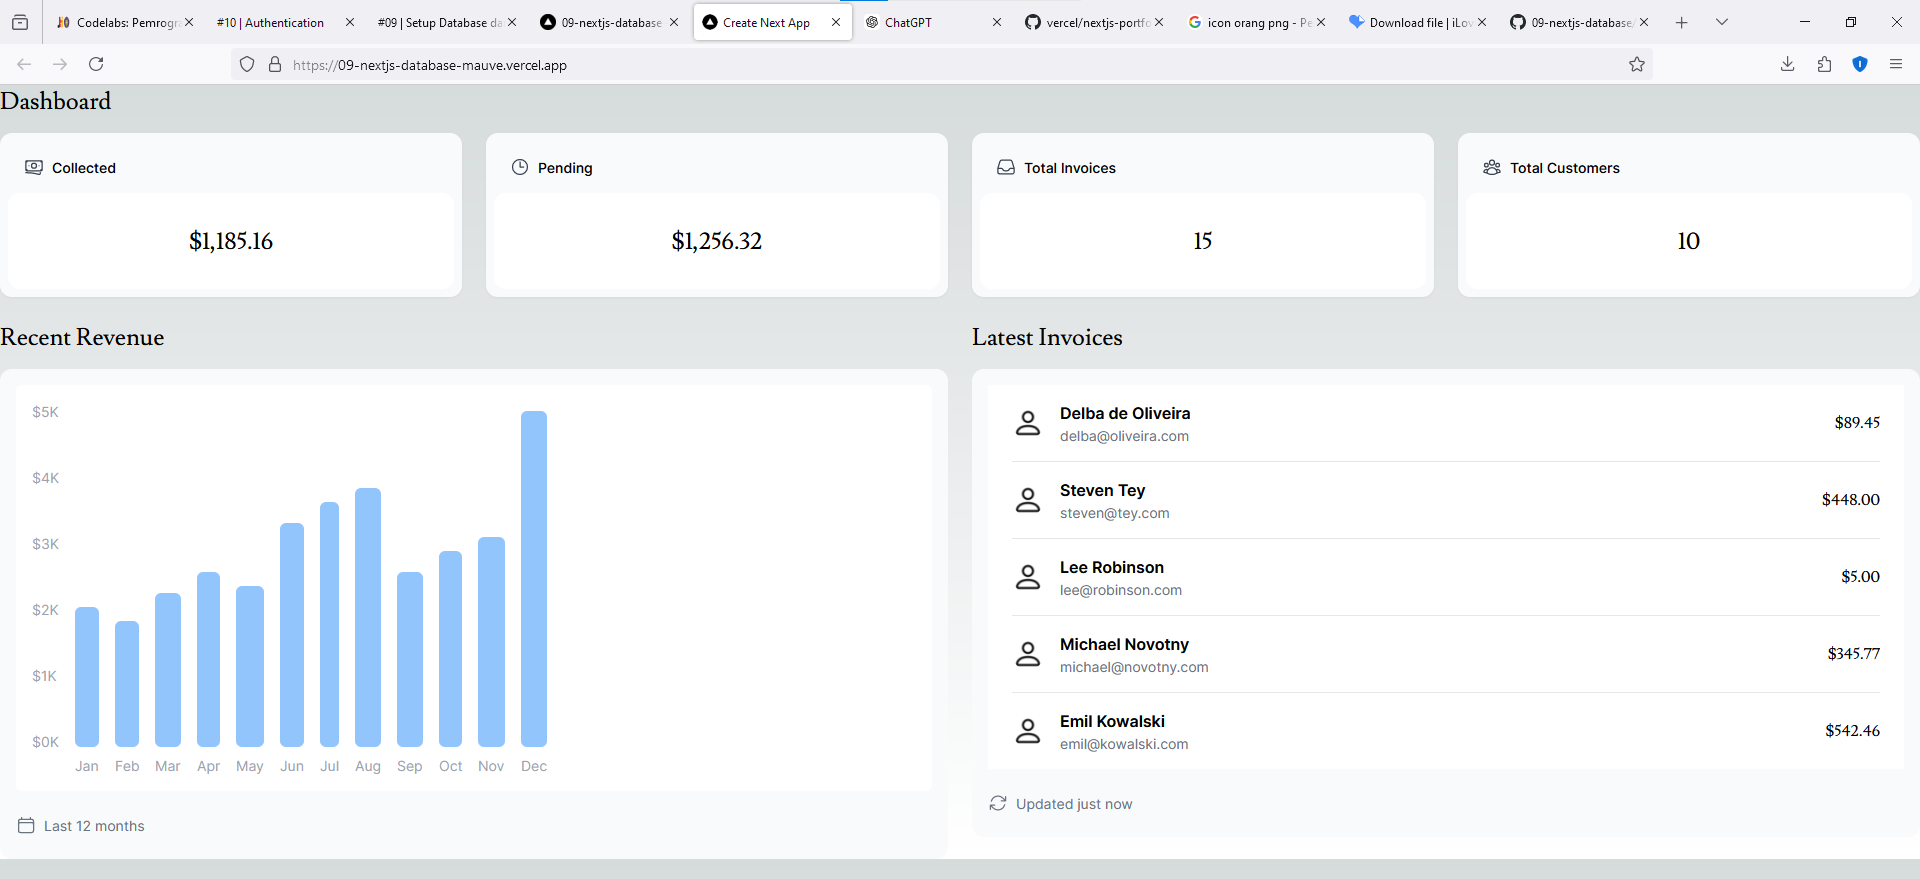 Codelabs: Pemrogra
#10 | Authentication
#09 | Setup Database da
09-nextjs-database
Create Next App
ChatGPT
vercel/nextjs-portfo
icon orang png - Pe
Download file | iLov
09-nextjs-database/
https://09-nextjs-database-mauve.vercel.app
Dashboard
Collected
$1,185.16
Pending
$1,256.32
Total Invoices
15
Total Customers
10
Recent Revenue
$5K
$4K
$3K
$2K
$1K
$0K
Jan Feb Mar Apr May Jun Jul Aug Sep Oct Nov Dec
Last 12 months
Latest Invoices
Delba de Oliveira
delba@oliveira.com
$89.45
Steven Tey
steven@tey.com
$448.00
Lee Robinson
lee@robinson.com
$5.00
Michael Novotny
michael@novotny.com
$345.77
Emil Kowalski
emil@kowalski.com
$542.46
Updated just now